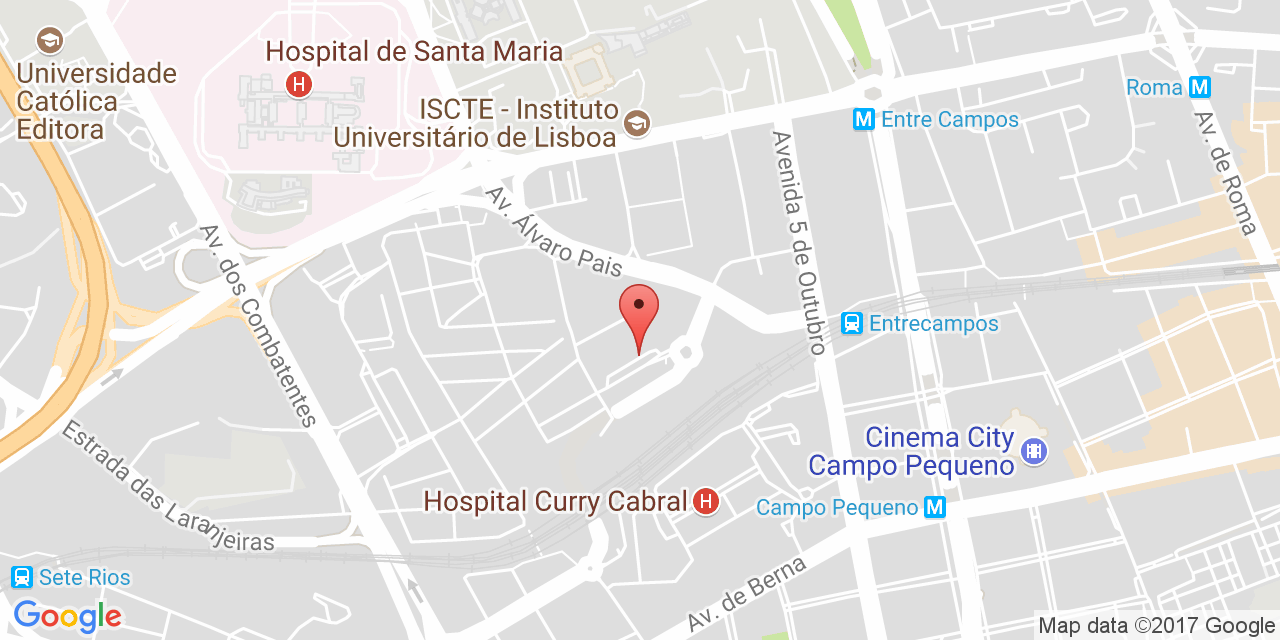 Hospital de Santa Maria
H
Universidade
Católica
Editora
ISCTE - Instituto
Universitário de Lisboa
Roma M
M Entre Campos
Av. de Roma
Avenida 5 de Outubro
Av. Álvaro Pais
Av. dos Combatentes
Entrecampos
Estrada das Laranjeiras
Cinema City
Campo Pequeno
Hospital Curry Cabral H
Campo Pequeno M
Av. de Berna
Sete Rios
Google
Map data ©2017 Google